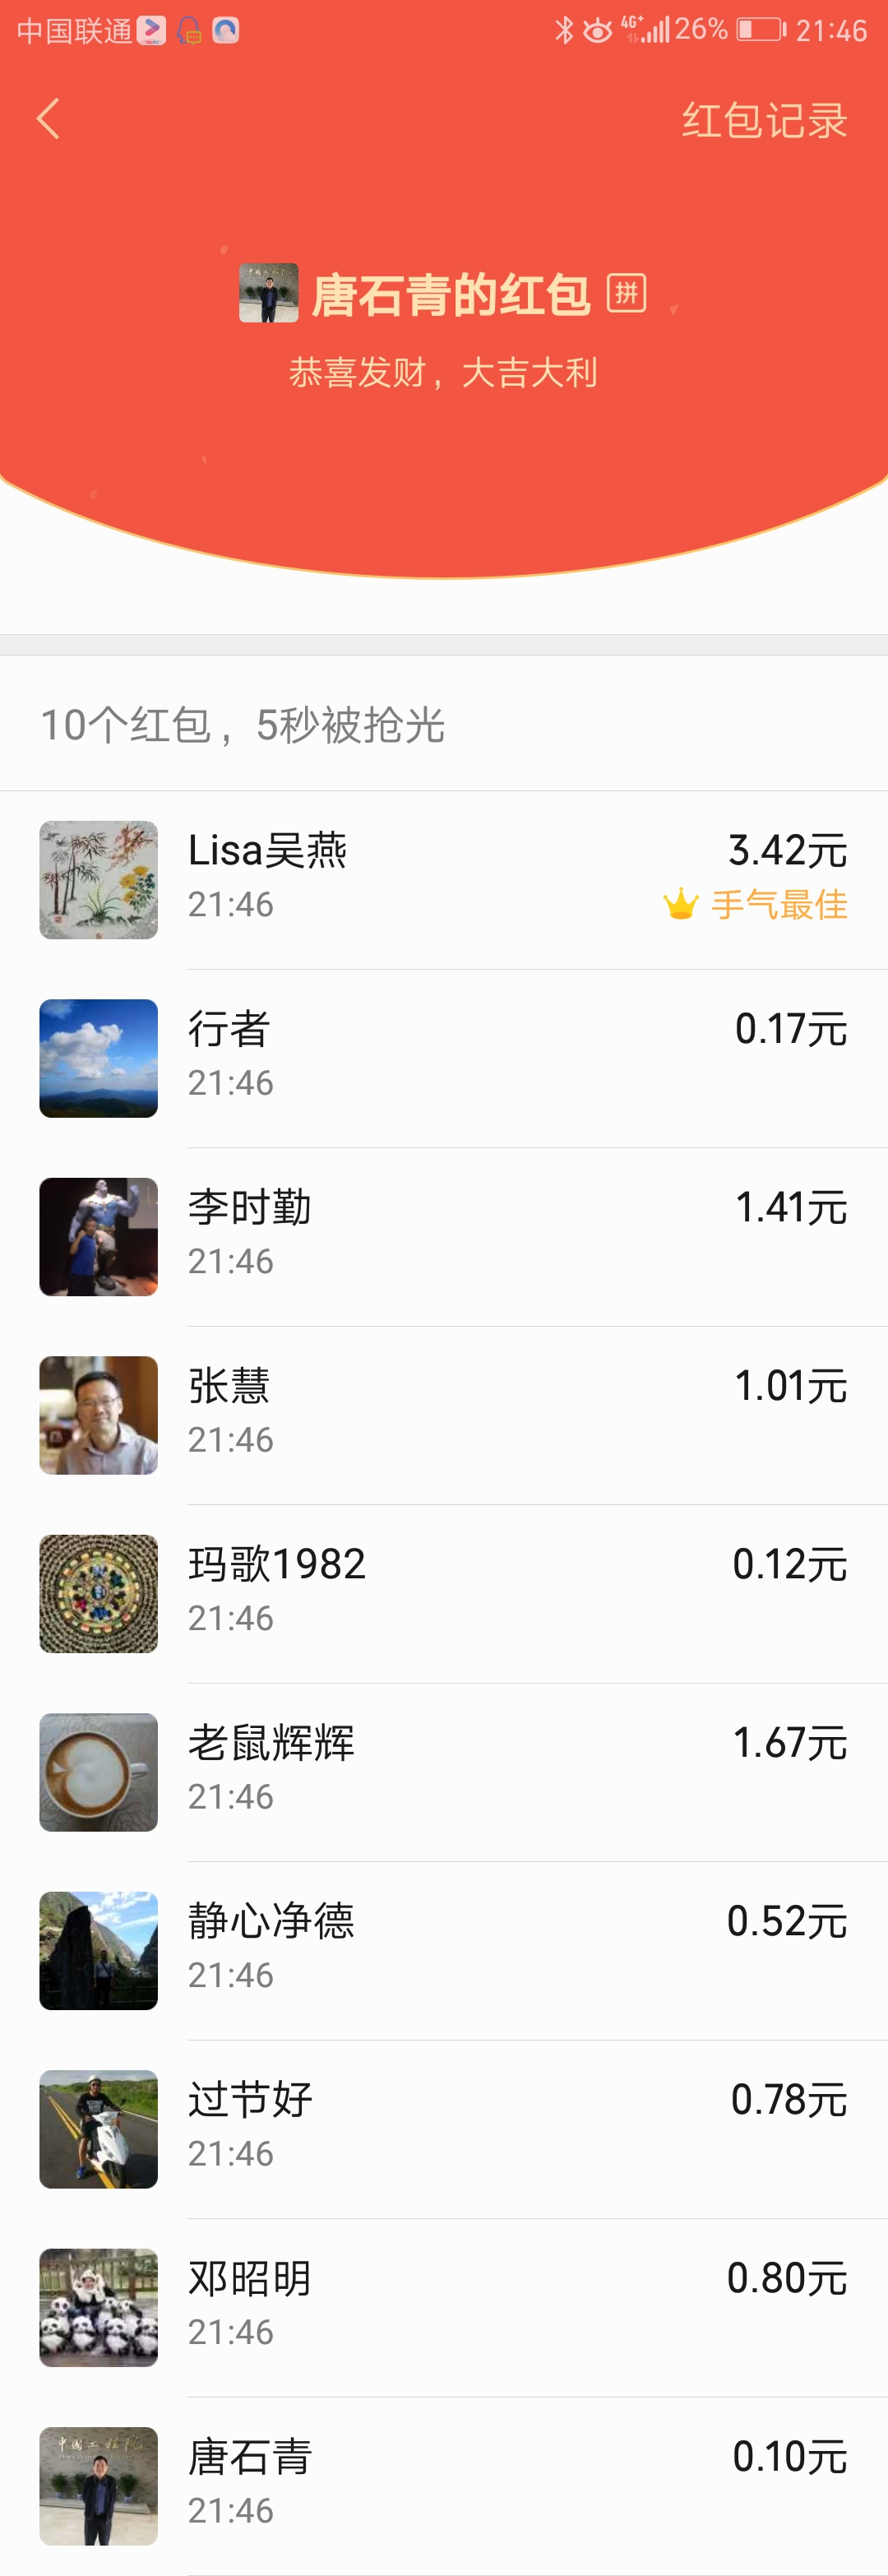 中国联通 4G+ 26% 21:46
红包记录
唐石青的红包 拼
恭喜发财，大吉大利
10个红包，5秒被抢光
Lisa吴燕 3.42元
21:46 手气最佳
行者 0.17元
21:46
李时勤 1.41元
21:46
张慧 1.01元
21:46
玛歌1982 0.12元
21:46
老鼠辉辉 1.67元
21:46
静心净德 0.52元
21:46
过节好 0.78元
21:46
邓昭明 0.80元
21:46
中国工程院
唐石青 0.10元
21:46